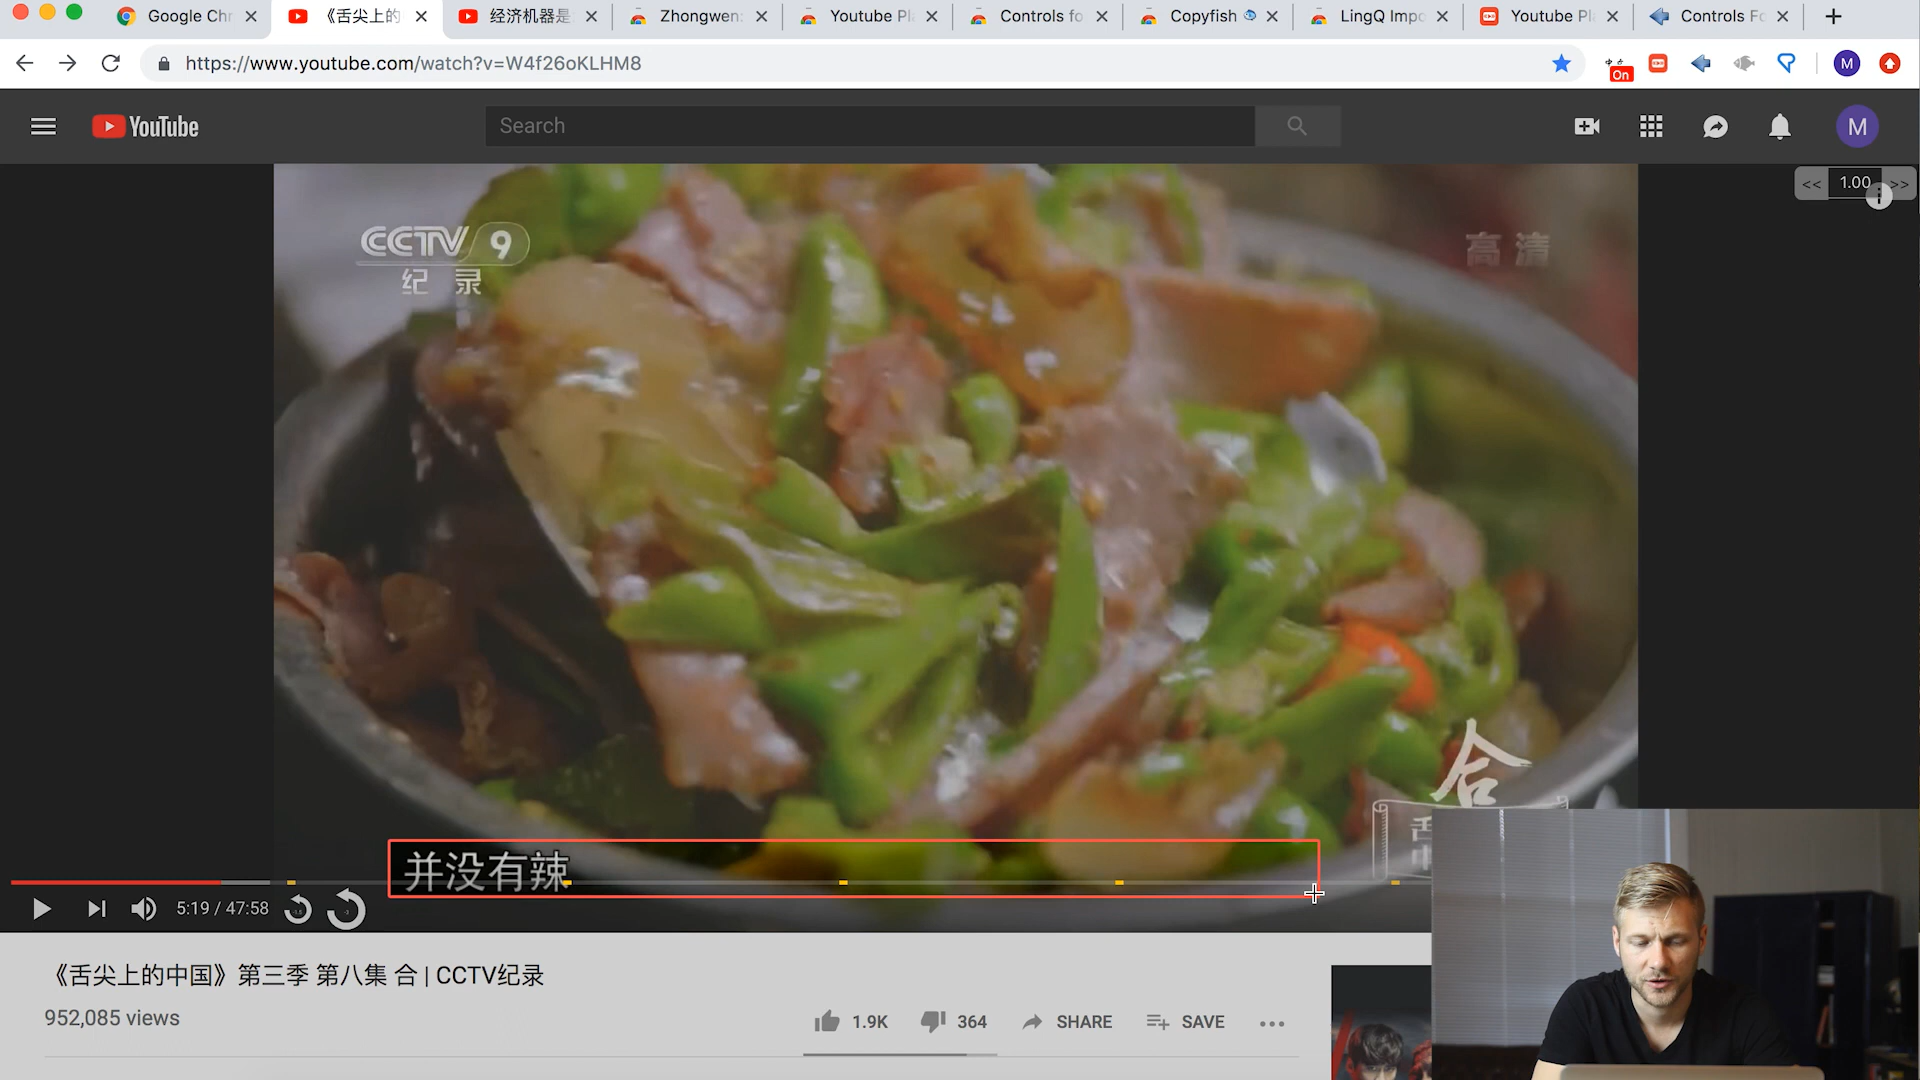 Google Chr
《舌尖上的
经济机器是
Zhongwen:
Youtube Pl
Controls fo
Copyfish
LingQ Impo
Youtube Pl
Controls Fo
https://www.youtube.com/watch?v=W4f26oKLHM8
On
M
YouTube
Search
M
<< 1.00 >>
CCTV 9
纪录
高清
合
并没有辣
5:19 / 47:58
《舌尖上的中国》第三季 第八集 合 | CCTV纪录
952,085 views
1.9K
364
SHARE
SAVE